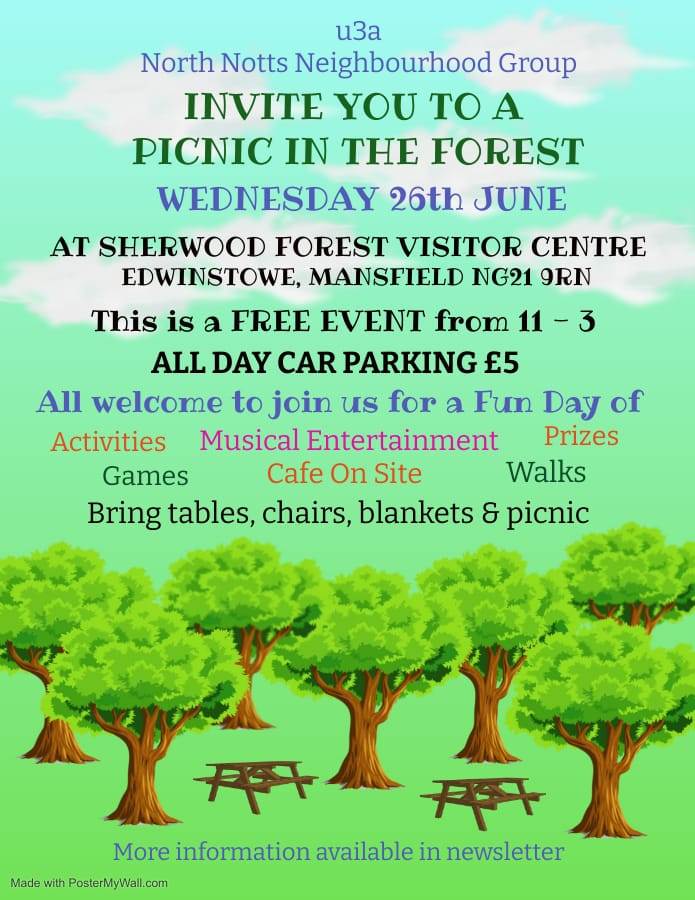 u3a
North Notts Neighbourhood Group
INVITE YOU TO A
PICNIC IN THE FOREST
WEDNESDAY 26th JUNE
AT SHERWOOD FOREST VISITOR CENTRE
EDWINSTOWE, MANSFIELD NG21 9RN
This is a FREE EVENT from 11 - 3
ALL DAY CAR PARKING £5
All welcome to join us for a Fun Day of
Activities Musical Entertainment Prizes
Games Cafe On Site Walks
Bring tables, chairs, blankets & picnic
More information available in newsletter
Made with PosterMyWall.com